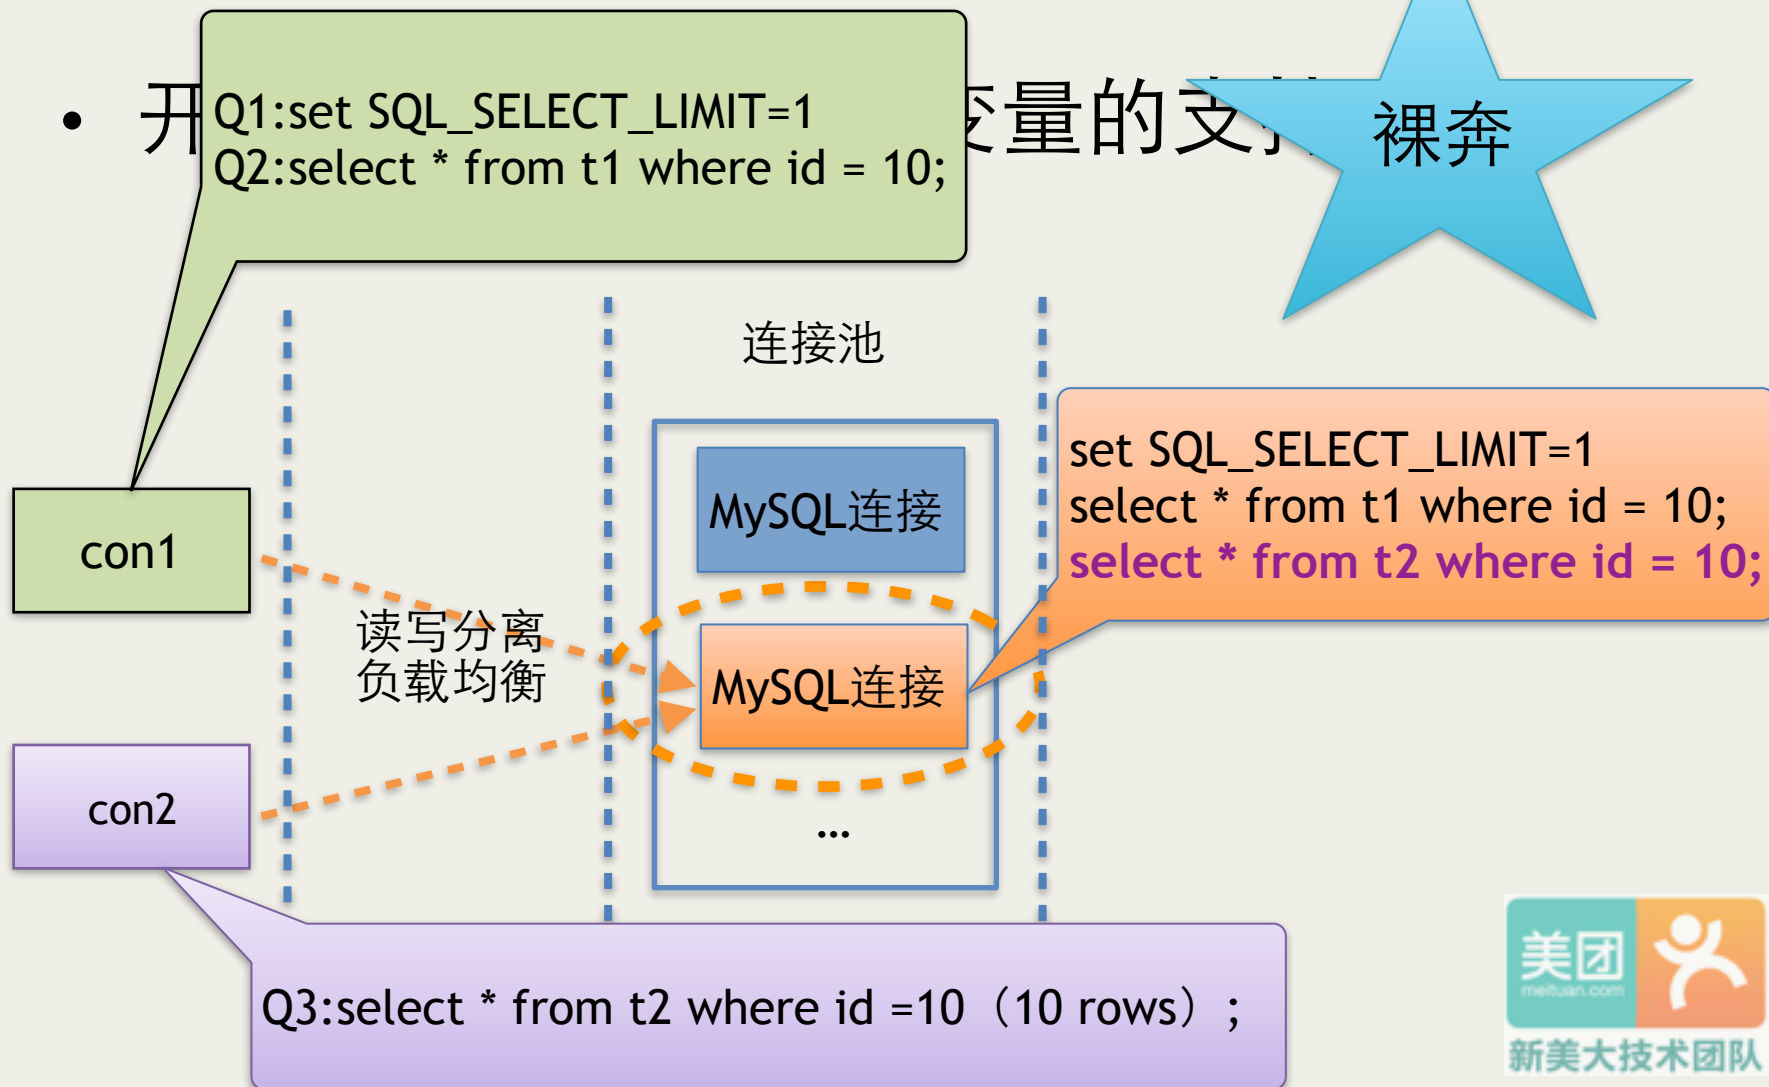 • 开
变量的支持
Q1:set SQL_SELECT_LIMIT=1
Q2:select * from t1 where id = 10;
裸奔
连接池
MySQL连接
set SQL_SELECT_LIMIT=1
select * from t1 where id = 10;
select * from t2 where id = 10;
con1
读写分离
负载均衡
MySQL连接
con2
...
Q3:select * from t2 where id =10（10 rows）;
美团
meituan.com
新美大技术团队